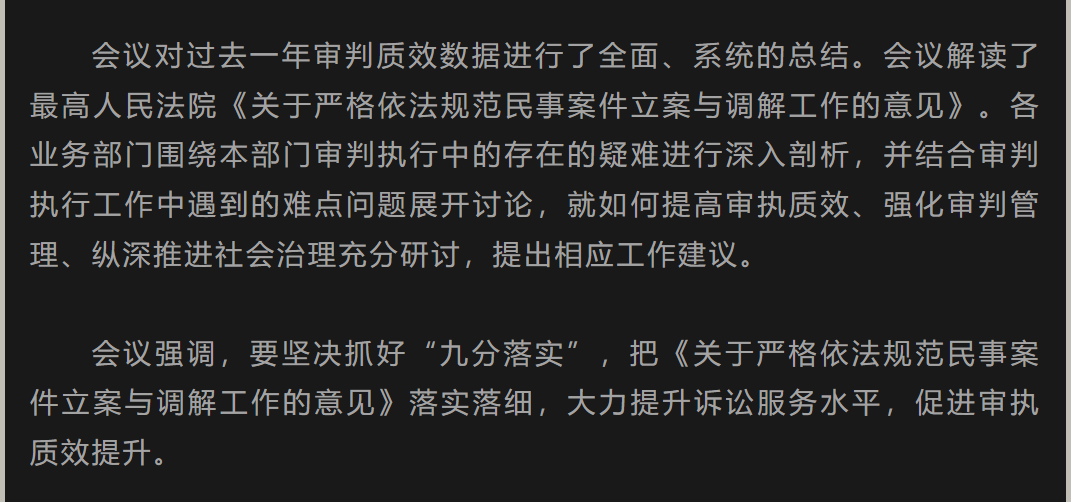 会议对过去一年审判质效数据进行了全面、系统的总结。会议解读了
最高人民法院《关于严格依法规范民事案件立案与调解工作的意见》。各
业务部门围绕本部门审判执行中的存在的疑难进行深入剖析，并结合审判
执行工作中遇到的难点问题展开讨论，就如何提高审执质效、强化审判管
理、纵深推进社会治理充分研讨，提出相应工作建议。
会议强调，要坚决抓好“九分落实”，把《关于严格依法规范民事案
件立案与调解工作的意见》落实落细，大力提升诉讼服务水平，促进审执
质效提升。